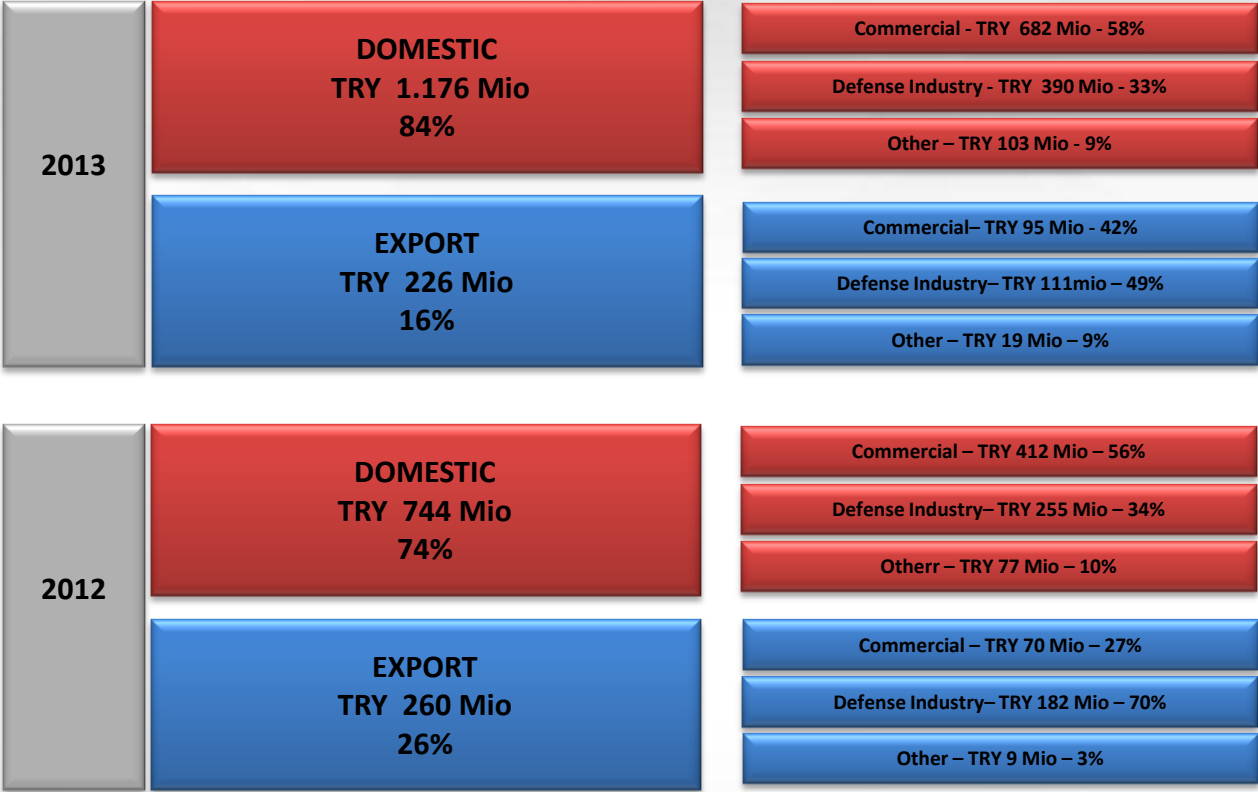 2013
DOMESTIC
TRY 1.176 Mio
84%
Commercial - TRY 682 Mio - 58%
Defense Industry - TRY 390 Mio - 33%
Other – TRY 103 Mio - 9%
EXPORT
TRY 226 Mio
16%
Commercial– TRY 95 Mio - 42%
Defense Industry– TRY 111mio – 49%
Other – TRY 19 Mio – 9%
2012
DOMESTIC
TRY 744 Mio
74%
Commercial – TRY 412 Mio – 56%
Defense Industry– TRY 255 Mio – 34%
Otherr – TRY 77 Mio – 10%
EXPORT
TRY 260 Mio
26%
Commercial – TRY 70 Mio – 27%
Defense Industry– TRY 182 Mio – 70%
Other – TRY 9 Mio – 3%